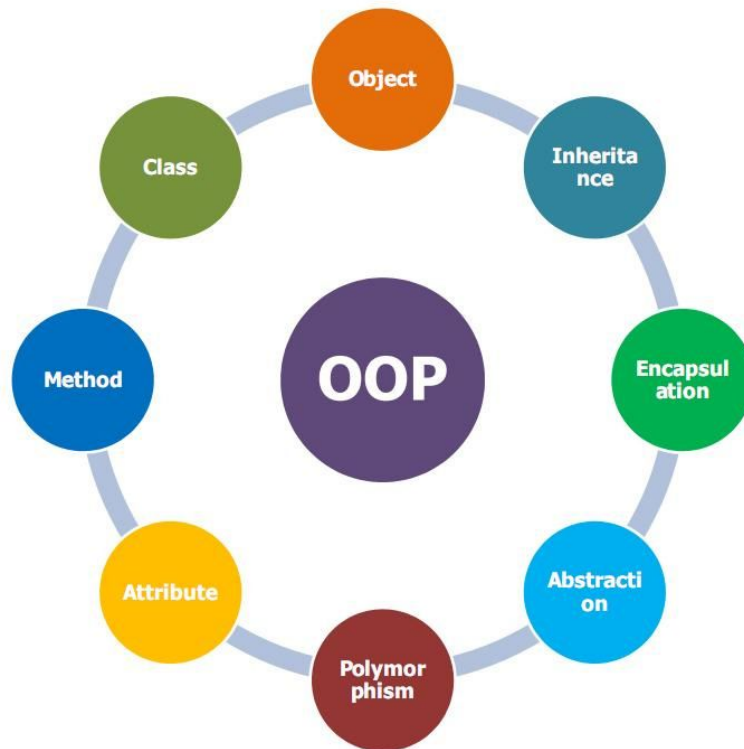 Object
Inherita
nce
Encapsul
ation
Abstracti
on
Polymor
phism
Attribute
Method
Class
OOP